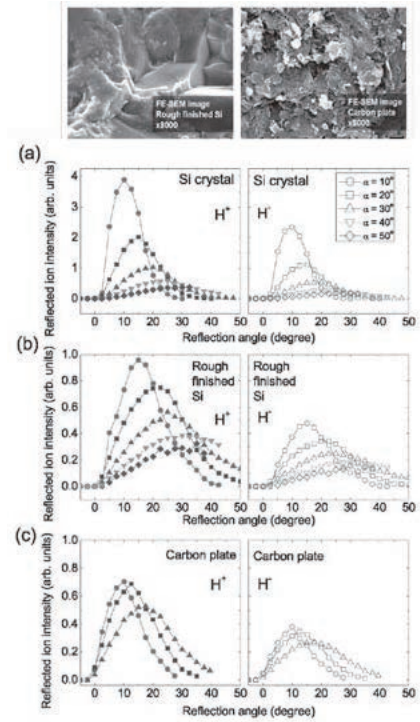 FE-SEM image
Rough finished Si
x8000
FE-SEM image
Carbon plate
x8000
(a)
Reflected ion intensity (arb. units)
4
3
2
1
0
Si crystal
H⁺
Si crystal
H⁻
α = 10°
α = 20°
α = 30°
α = 40°
α = 50°
0 10 20 30 40 50
0 10 20 30 40 50
Reflection angle (degree)
Reflection angle (degree)
(b)
Reflected ion intensity (arb. units)
1.0
0.8
0.6
0.4
0.2
0.0
Rough
finished
Si
H⁺
Rough
finished
Si
H⁻
0 10 20 30 40 50
0 10 20 30 40 50
Reflection angle (degree)
Reflection angle (degree)
(c)
Reflected ion intensity (arb. units)
1.0
0.8
0.6
0.4
0.2
0.0
Carbon plate
H⁺
Carbon plate
H⁻
0 10 20 30 40 50
0 10 20 30 40 50
Reflection angle (degree)
Reflection angle (degree)